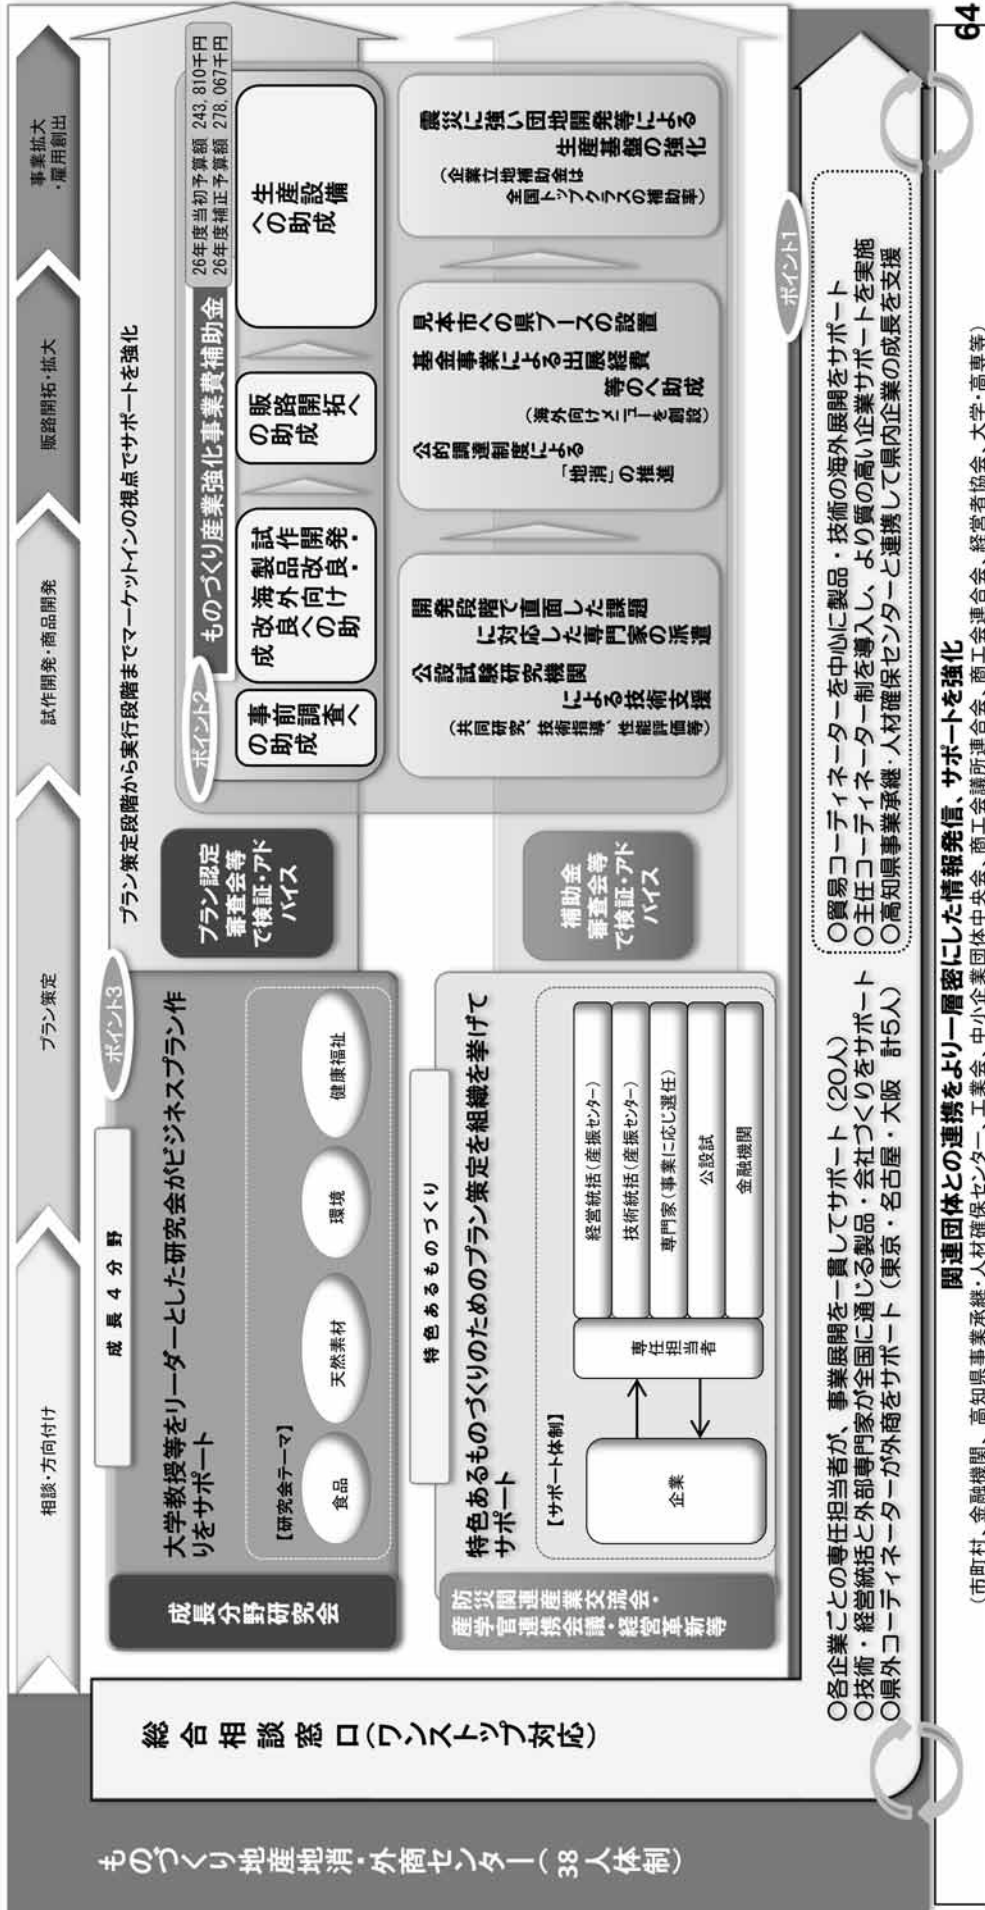 相談・方向付け
プラン策定
試作開発・商品開発
販路開拓・拡大
事業拡大
・雇用創出
ものづくり地産地消・外商センター(38人体制)
総合相談窓口(ワンストップ対応)
プラン策定段階から実行段階までマーケットインの視点でサポートを強化
成長分野研究会
成長4分野
ポイント3
大学教授等をリーダーとした研究会がビジネスプラン作
りをサポート
【研究会テーマ】
食品
天然素材
環境
健康福祉
プラン認定
審査会等
で検証・アド
バイス
ポイント2
ものづくり産業強化事業費補助金
26年度当初予算額 243,810千円
26年度補正予算額 278,067千円
事前調査へ
の助成
試作開発・
製品改良・
海外向け
改良への助
成
販路開拓へ
の助成
生産設備
への助成
防災関連産業交流会・
産学官連携会議・経営革新等
特色あるものづくり
特色あるものづくりのためのプラン策定を組織を挙げて
サポート
【サポート体制】
企業
専任担当者
経営統括(産振センター)
技術統括(産振センター)
専門家(事業に応じ選任)
公設試
金融機関
補助金
審査会等
で検証・アド
バイス
開発段階で直面した課題
に対応した専門家の派遣
公設試験研究機関
による技術支援
(共同研究、技術指導、性能評価等)
見本市への県ブースの設置
基金事業による出展経費
等のへ助成
(海外向けメニューを創設)
公的調達制度による
「地消」の推進
震災に強い団地開発等による
生産基盤の強化
(企業立地補助金は
全国トップクラスの補助率)
ポイント1
○各企業ごとの専任担当者が、事業展開を一貫してサポート(20人)
○技術・経営統括と外部専門家が全国に通じる製品・会社づくりをサポート
○県外コーディネーターが外商をサポート(東京・名古屋・大阪 計5人)
○貿易コーディネーターを中心に製品・技術の海外展開をサポート
○主任コーディネーター制を導入し、より質の高い企業サポートを実施
○高知県事業承継・人材確保センターと連携して県内企業の成長を支援
関連団体との連携をより一層密にした情報発信、サポートを強化
(市町村、金融機関、高知県事業承継・人材確保センター、工業会、中小企業団体中央会、商工会議所連合会、商工会連合会、経営者協会、大学・高専等)
64